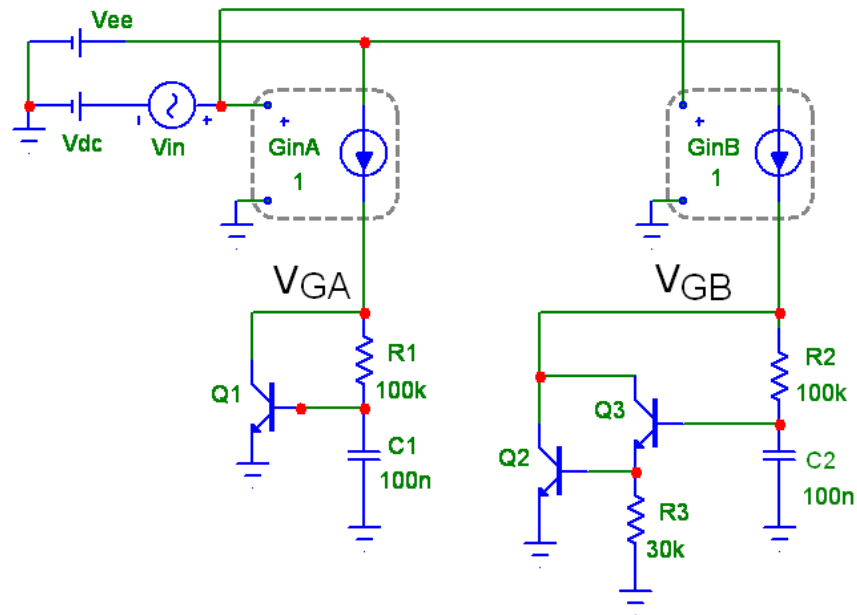 Vee
Vdc
Vin
- +
+
GinA
1
+
GinB
1
VGA
VGB
R1
100k
Q1
C1
100n
R2
100k
Q3
Q2
C2
100n
R3
30k